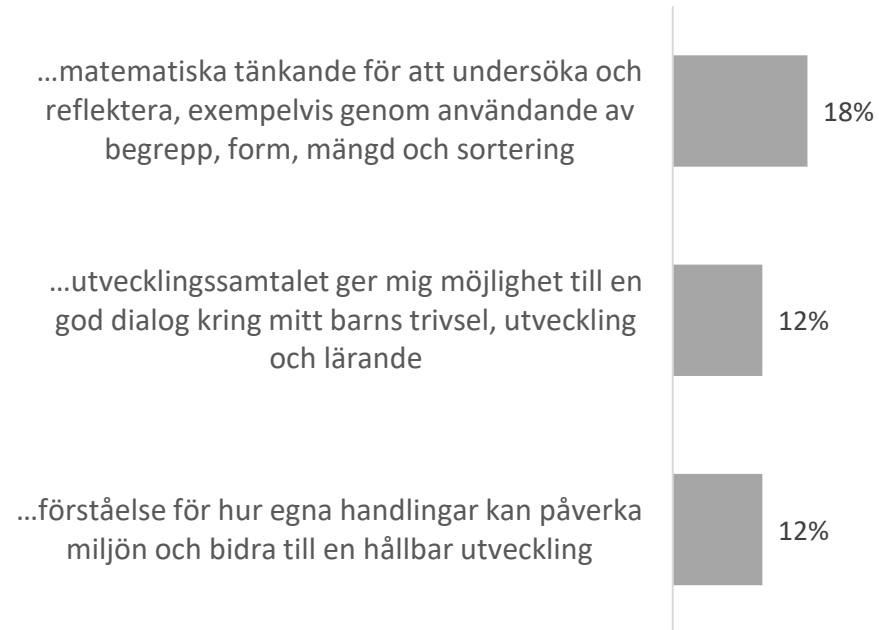 …matematiska tänkande för att undersöka och
reflektera, exempelvis genom användande av
begrepp, form, mängd och sortering
18%
…utvecklingssamtalet ger mig möjlighet till en
god dialog kring mitt barns trivsel, utveckling
och lärande
12%
…förståelse för hur egna handlingar kan påverka
miljön och bidra till en hållbar utveckling
12%